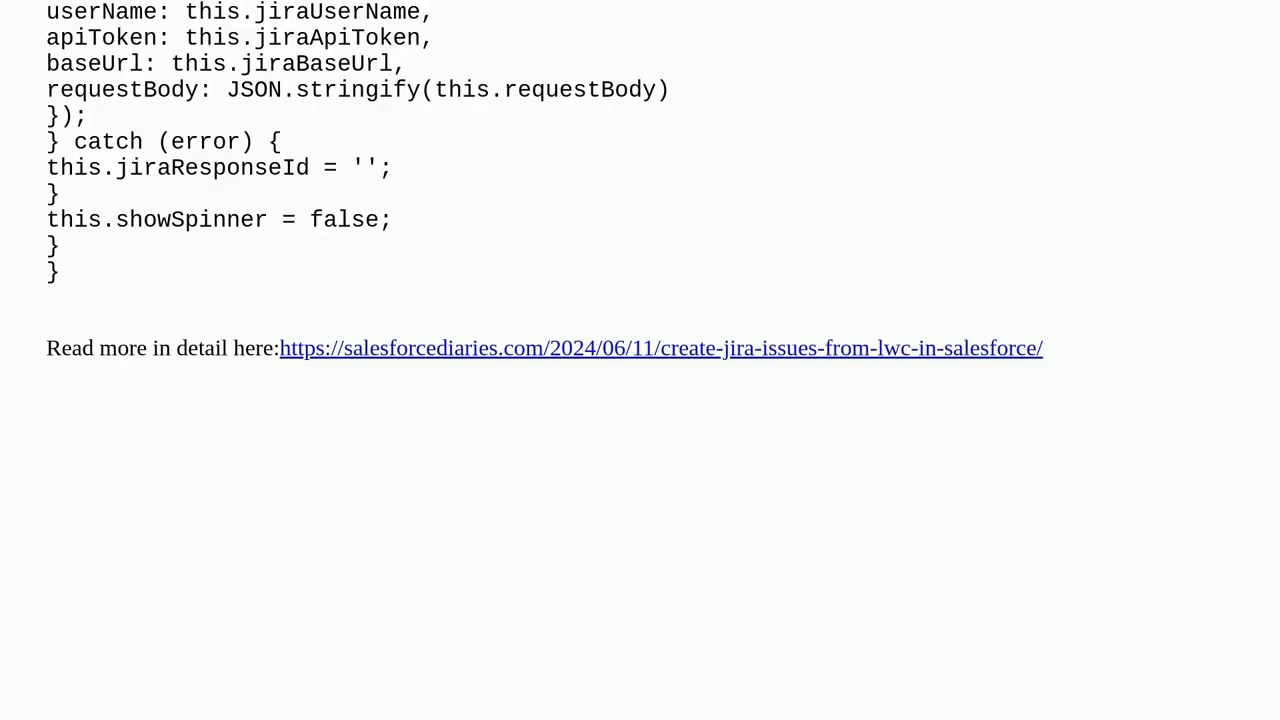 userName: this.jiraUserName,
apiToken: this.jiraApiToken,
baseUrl: this.jiraBaseUrl,
requestBody: JSON.stringify(this.requestBody)
});
} catch (error) {
this.jiraResponseId = '';
}
this.showSpinner = false;
}
}
Read more in detail here:https://salesforcediaries.com/2024/06/11/create-jira-issues-from-lwc-in-salesforce/